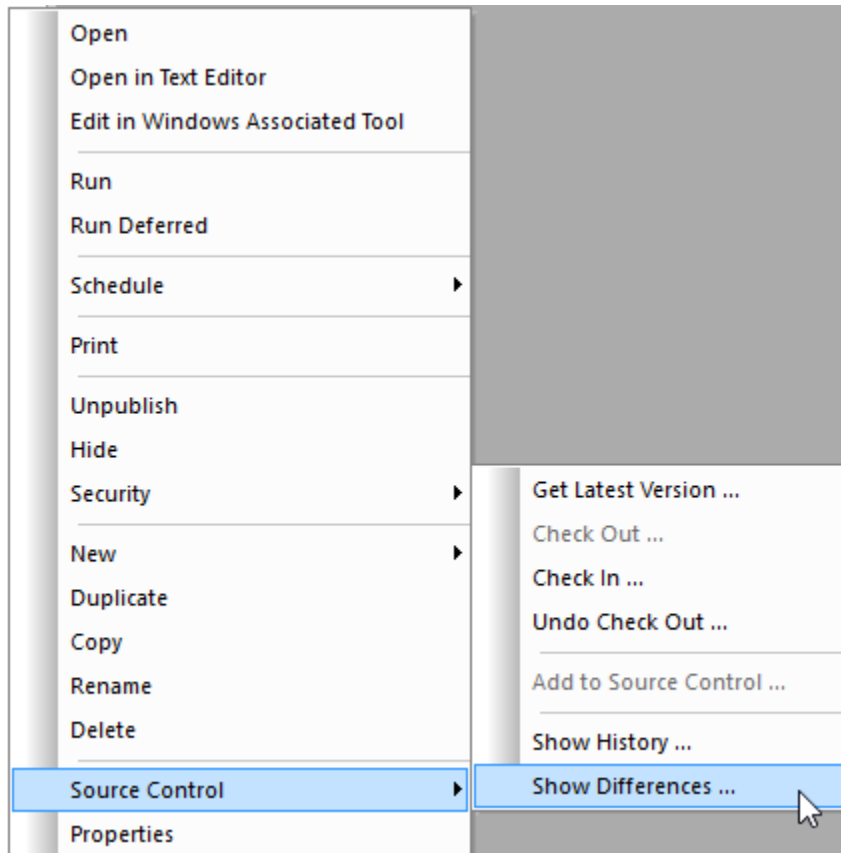 Open
Open in Text Editor
Edit in Windows Associated Tool
Run
Run Deferred
Schedule
Print
Unpublish
Hide
Security
New
Duplicate
Copy
Rename
Delete
Source Control
Properties
Get Latest Version ...
Check Out ...
Check In ...
Undo Check Out ...
Add to Source Control ...
Show History ...
Show Differences ...